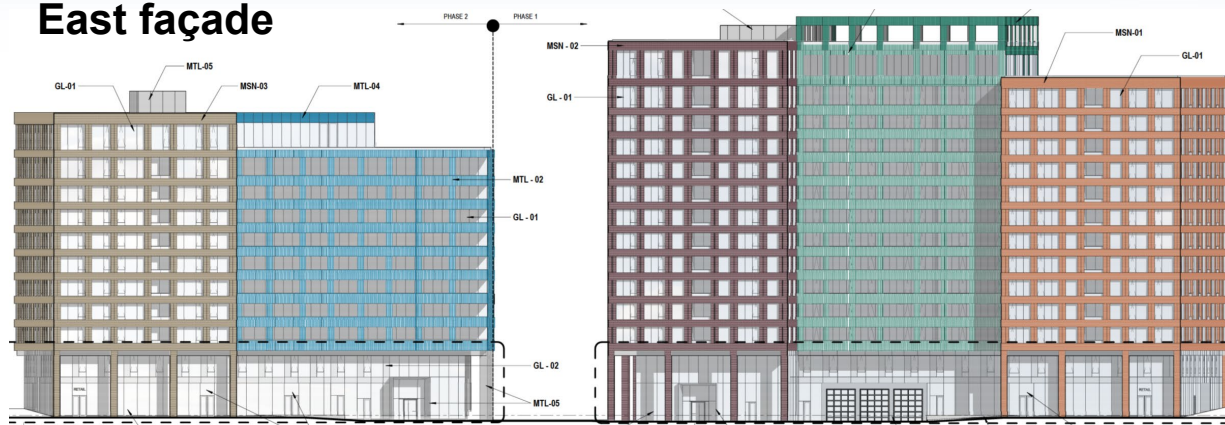 East façade
PHASE 2
PHASE 1
MTL-05
GL-01
MSN-03
MTL-04
MSN - 02
MSN-01
GL - 01
GL-01
MTL - 02
GL - 01
GL - 02
MTL-05
RETAIL
RETAIL